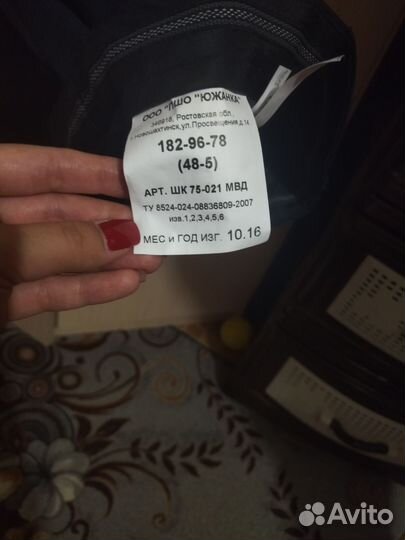 ООО "ПШО "ЮЖАНКА"
346918, Ростовская обл.,
г.Новошахтинск,ул.Просвещения,д.14
182-96-78
(48-5)
АРТ. ШК 75-021 МВД
ТУ 8524-024-08836809-2007
изв.1,2,3,4,5,6
МЕС и ГОД ИЗГ. 10.16
Avito